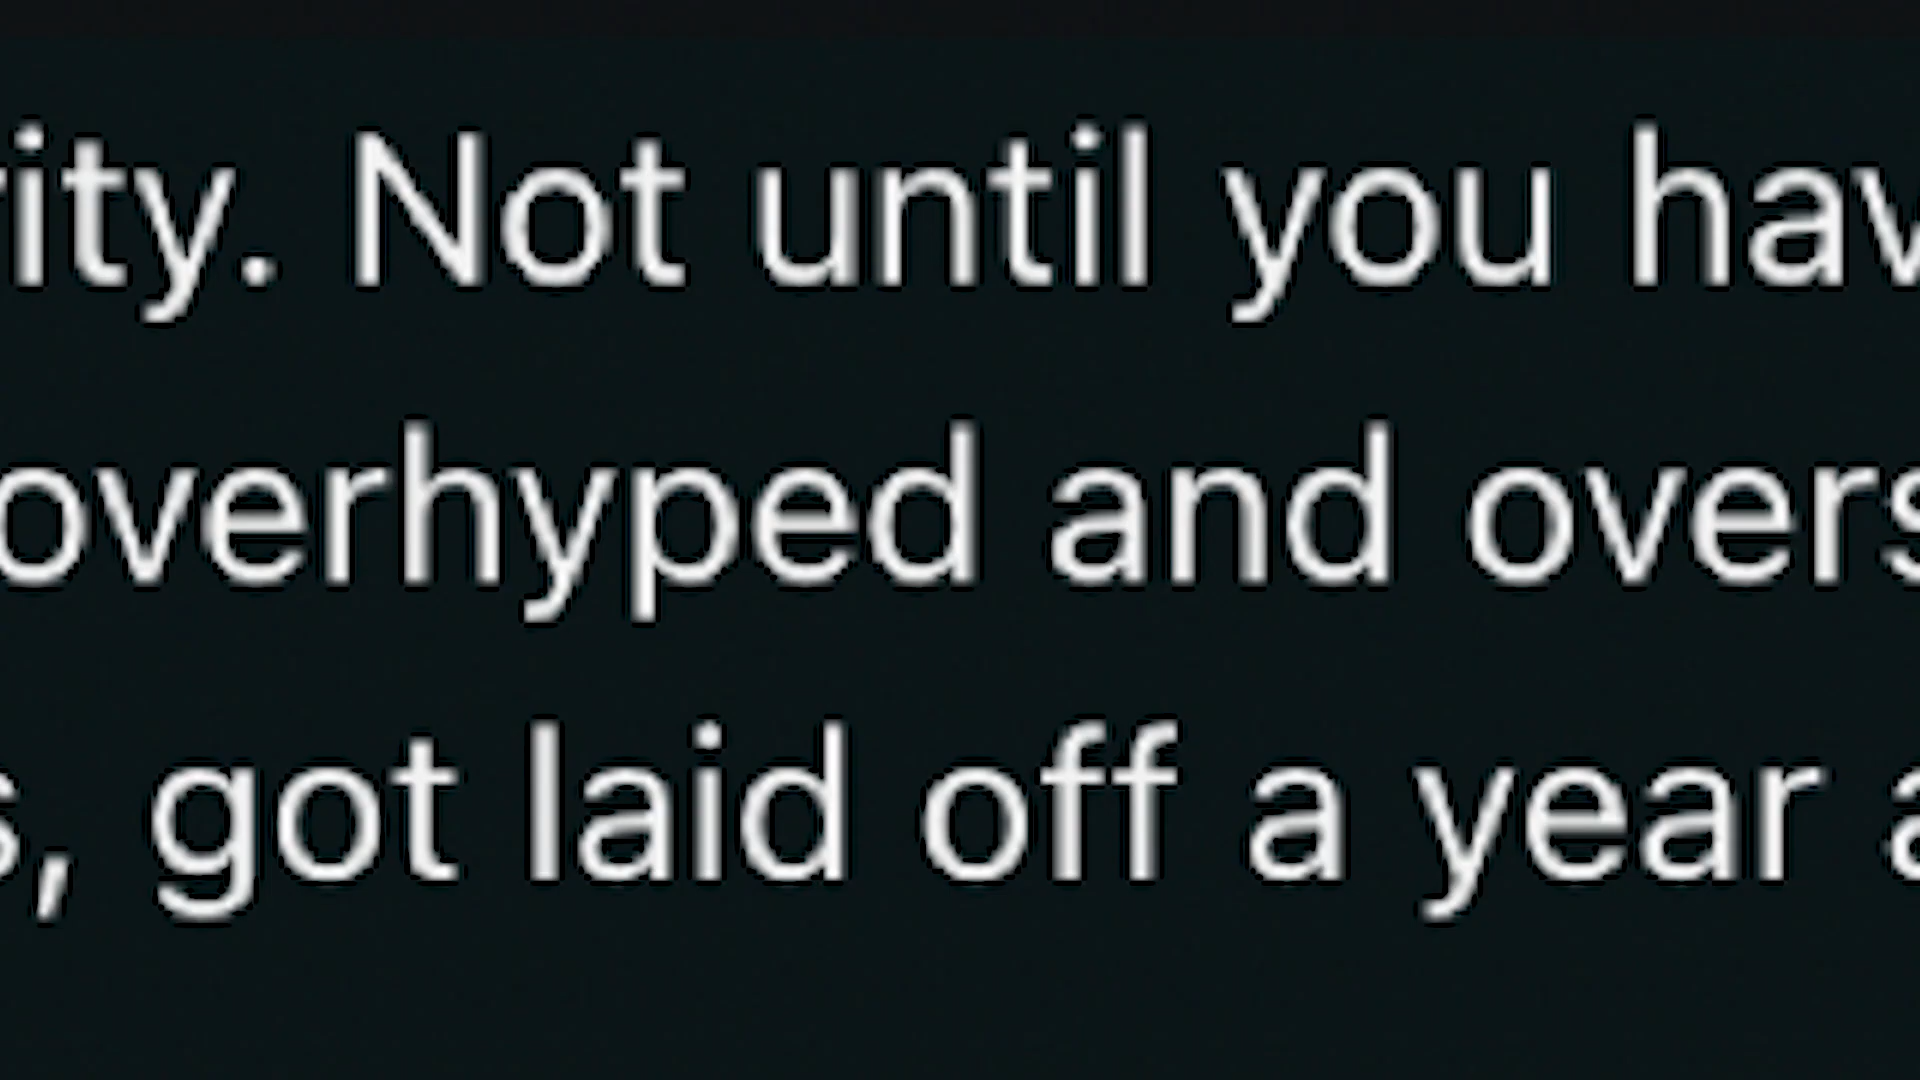 ity. Not until you hav
overhyped and overs
s, got laid off a year a